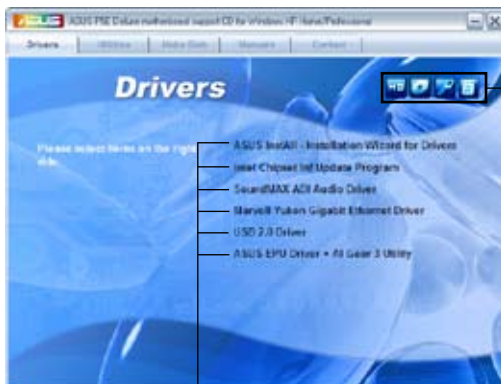 ASUS P5E Deluxe motherboard support CD for Windows XP Home/Professional
Drivers Utilities Make Disk Manuals Contact
Drivers
Please select items on the right side.
ASUS InstAll - Installation Wizard for Drivers
Intel Chipset Inf Update Program
SoundMAX ADI Audio Driver
Marvell Yukon Gigabit Ethernet Driver
USB 2.0 Driver
ASUS EPU Driver + AI Gear 3 Utility